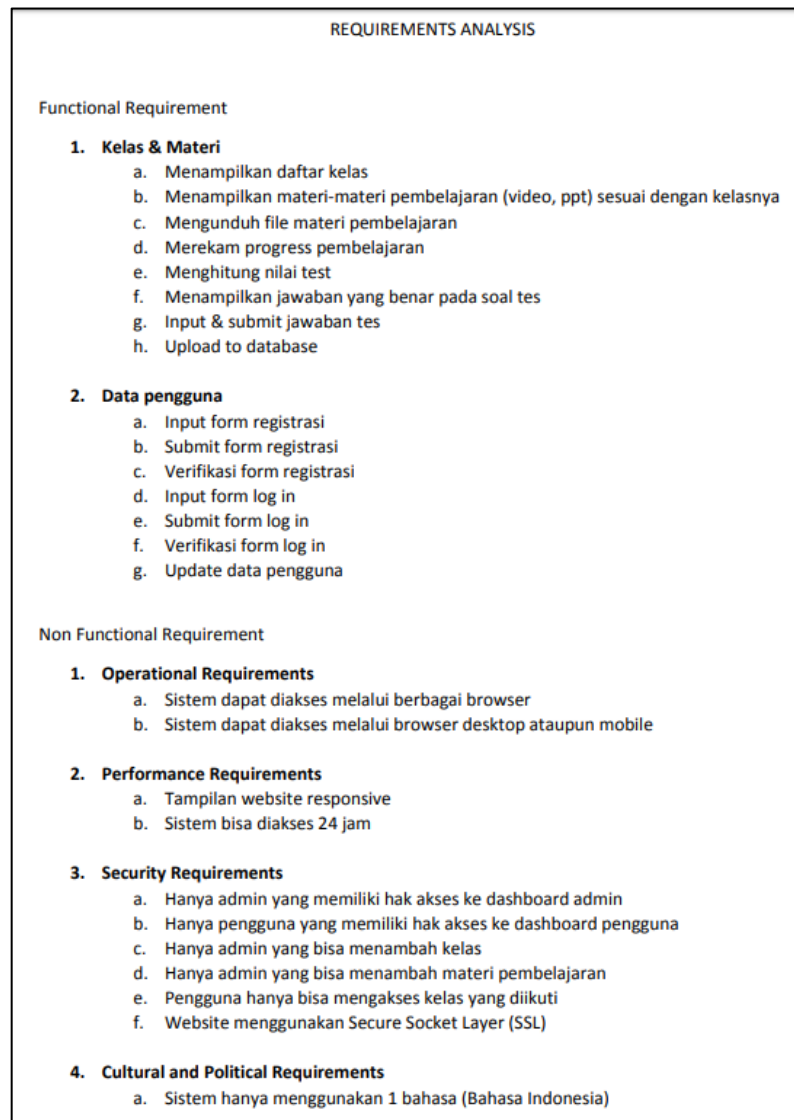 REQUIREMENTS ANALYSIS
Functional Requirement
1. Kelas & Materi
a. Menampilkan daftar kelas
b. Menampilkan materi-materi pembelajaran (video, ppt) sesuai dengan kelasnya
c. Mengunduh file materi pembelajaran
d. Merekam progress pembelajaran
e. Menghitung nilai test
f. Menampilkan jawaban yang benar pada soal tes
g. Input & submit jawaban tes
h. Upload to database
2. Data pengguna
a. Input form registrasi
b. Submit form registrasi
c. Verifikasi form registrasi
d. Input form log in
e. Submit form log in
f. Verifikasi form log in
g. Update data pengguna
Non Functional Requirement
1. Operational Requirements
a. Sistem dapat diakses melalui berbagai browser
b. Sistem dapat diakses melalui browser desktop ataupun mobile
2. Performance Requirements
a. Tampilan website responsive
b. Sistem bisa diakses 24 jam
3. Security Requirements
a. Hanya admin yang memiliki hak akses ke dashboard admin
b. Hanya pengguna yang memiliki hak akses ke dashboard pengguna
c. Hanya admin yang bisa menambah kelas
d. Hanya admin yang bisa menambah materi pembelajaran
e. Pengguna hanya bisa mengakses kelas yang diikuti
f. Website menggunakan Secure Socket Layer (SSL)
4. Cultural and Political Requirements
a. Sistem hanya menggunakan 1 bahasa (Bahasa Indonesia)